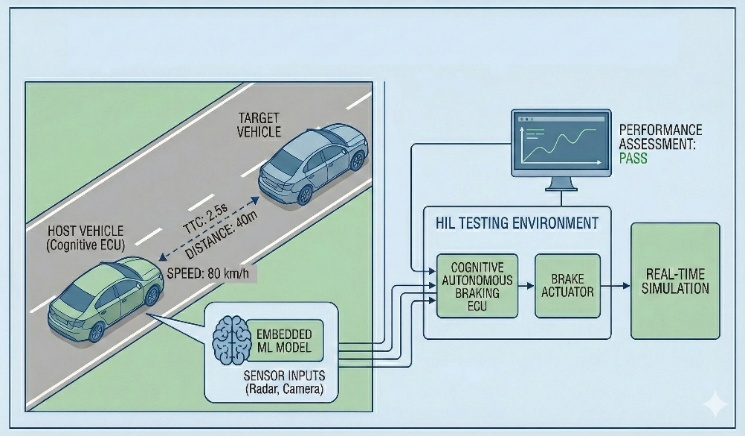 TARGET
VEHICLE
HOST VEHICLE
(Cognitive ECU)
TTC: 2.5s
DISTANCE: 40m
SPEED: 80 km/h
EMBEDDED
ML MODEL
SENSOR INPUTS
(Radar, Camera)
PERFORMANCE
ASSESSMENT:
PASS
HIL TESTING ENVIRONMENT
COGNITIVE
AUTONOMOUS
BRAKING
ECU
BRAKE
ACTUATOR
REAL-TIME
SIMULATION